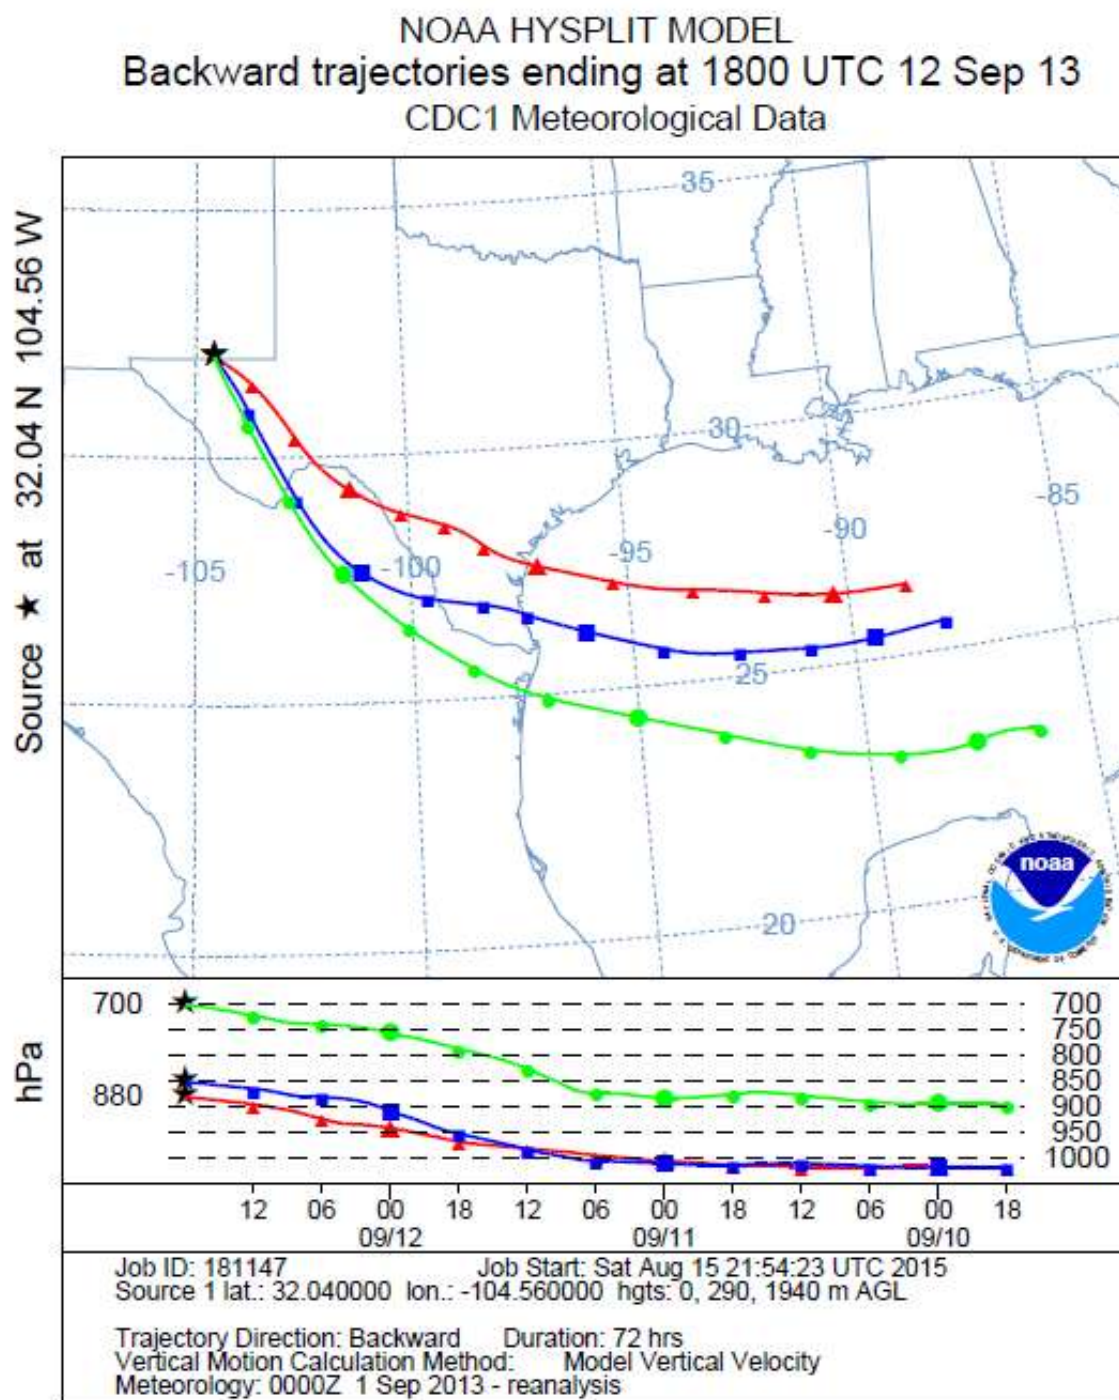 NOAA HYSPLIT MODEL
Backward trajectories ending at 1800 UTC 12 Sep 13
CDC1 Meteorological Data
Source ★ at 32.04 N 104.56 W
35
30
-85
-90
-95
-100
-105
25
20
noaa
hPa
700 700
750
800
850
880
900
950
1000
12 06 00 18 12 06 00 18 12 06 00 18
09/12 09/11 09/10
Job ID: 181147 Job Start: Sat Aug 15 21:54:23 UTC 2015
Source 1 lat.: 32.040000 lon.: -104.560000 hgts: 0, 290, 1940 m AGL
Trajectory Direction: Backward Duration: 72 hrs
Vertical Motion Calculation Method: Model Vertical Velocity
Meteorology: 0000Z 1 Sep 2013 - reanalysis